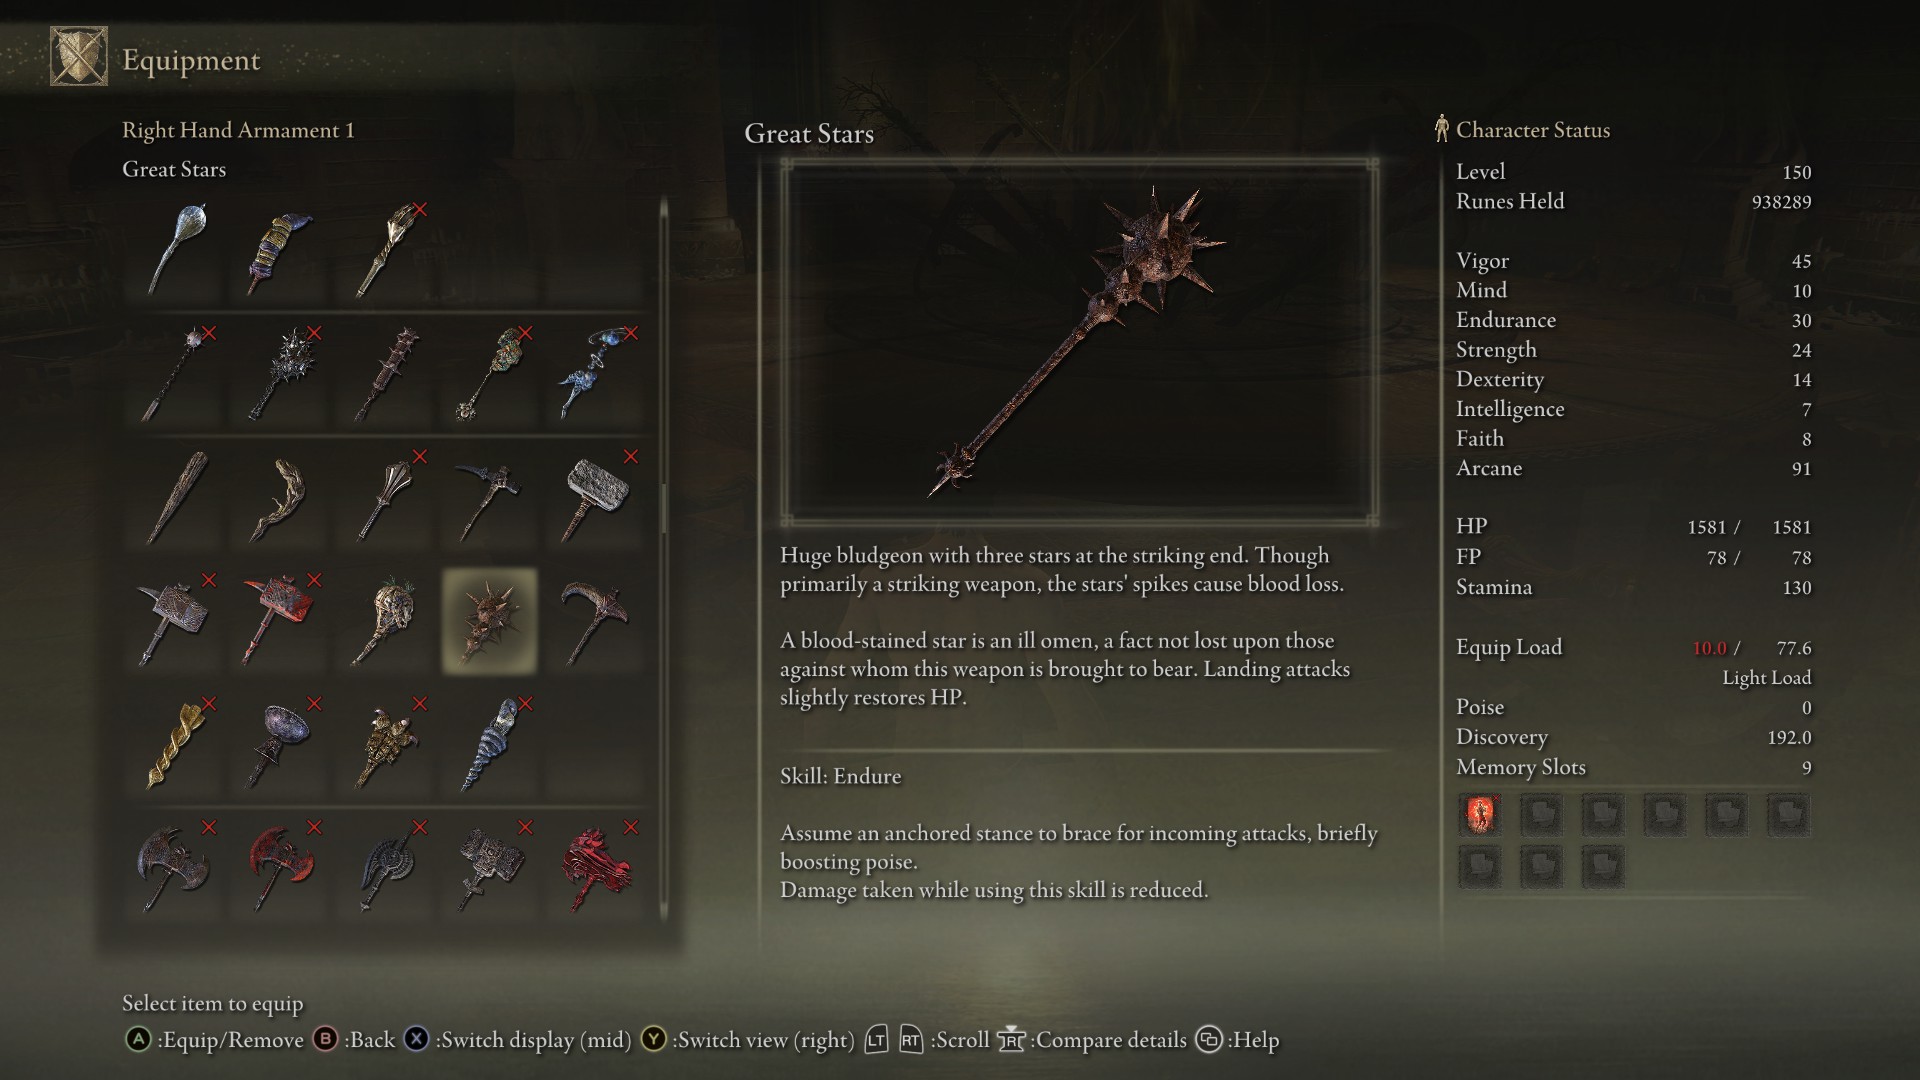 Equipment
Right Hand Armament 1
Great Stars
Great Stars
Huge bludgeon with three stars at the striking end. Though
primarily a striking weapon, the stars' spikes cause blood loss.
A blood-stained star is an ill omen, a fact not lost upon those
against whom this weapon is brought to bear. Landing attacks
slightly restores HP.
Skill: Endure
Assume an anchored stance to brace for incoming attacks, briefly
boosting poise.
Damage taken while using this skill is reduced.
Character Status
Level 150
Runes Held 938289
Vigor 45
Mind 10
Endurance 30
Strength 24
Dexterity 14
Intelligence 7
Faith 8
Arcane 91
HP 1581 / 1581
FP 78 / 78
Stamina 130
Equip Load 10.0 / 77.6
Light Load
Poise 0
Discovery 192.0
Memory Slots 9
Select item to equip
A :Equip/Remove B :Back X :Switch display (mid) Y :Switch view (right) LT RT :Scroll R :Compare details :Help